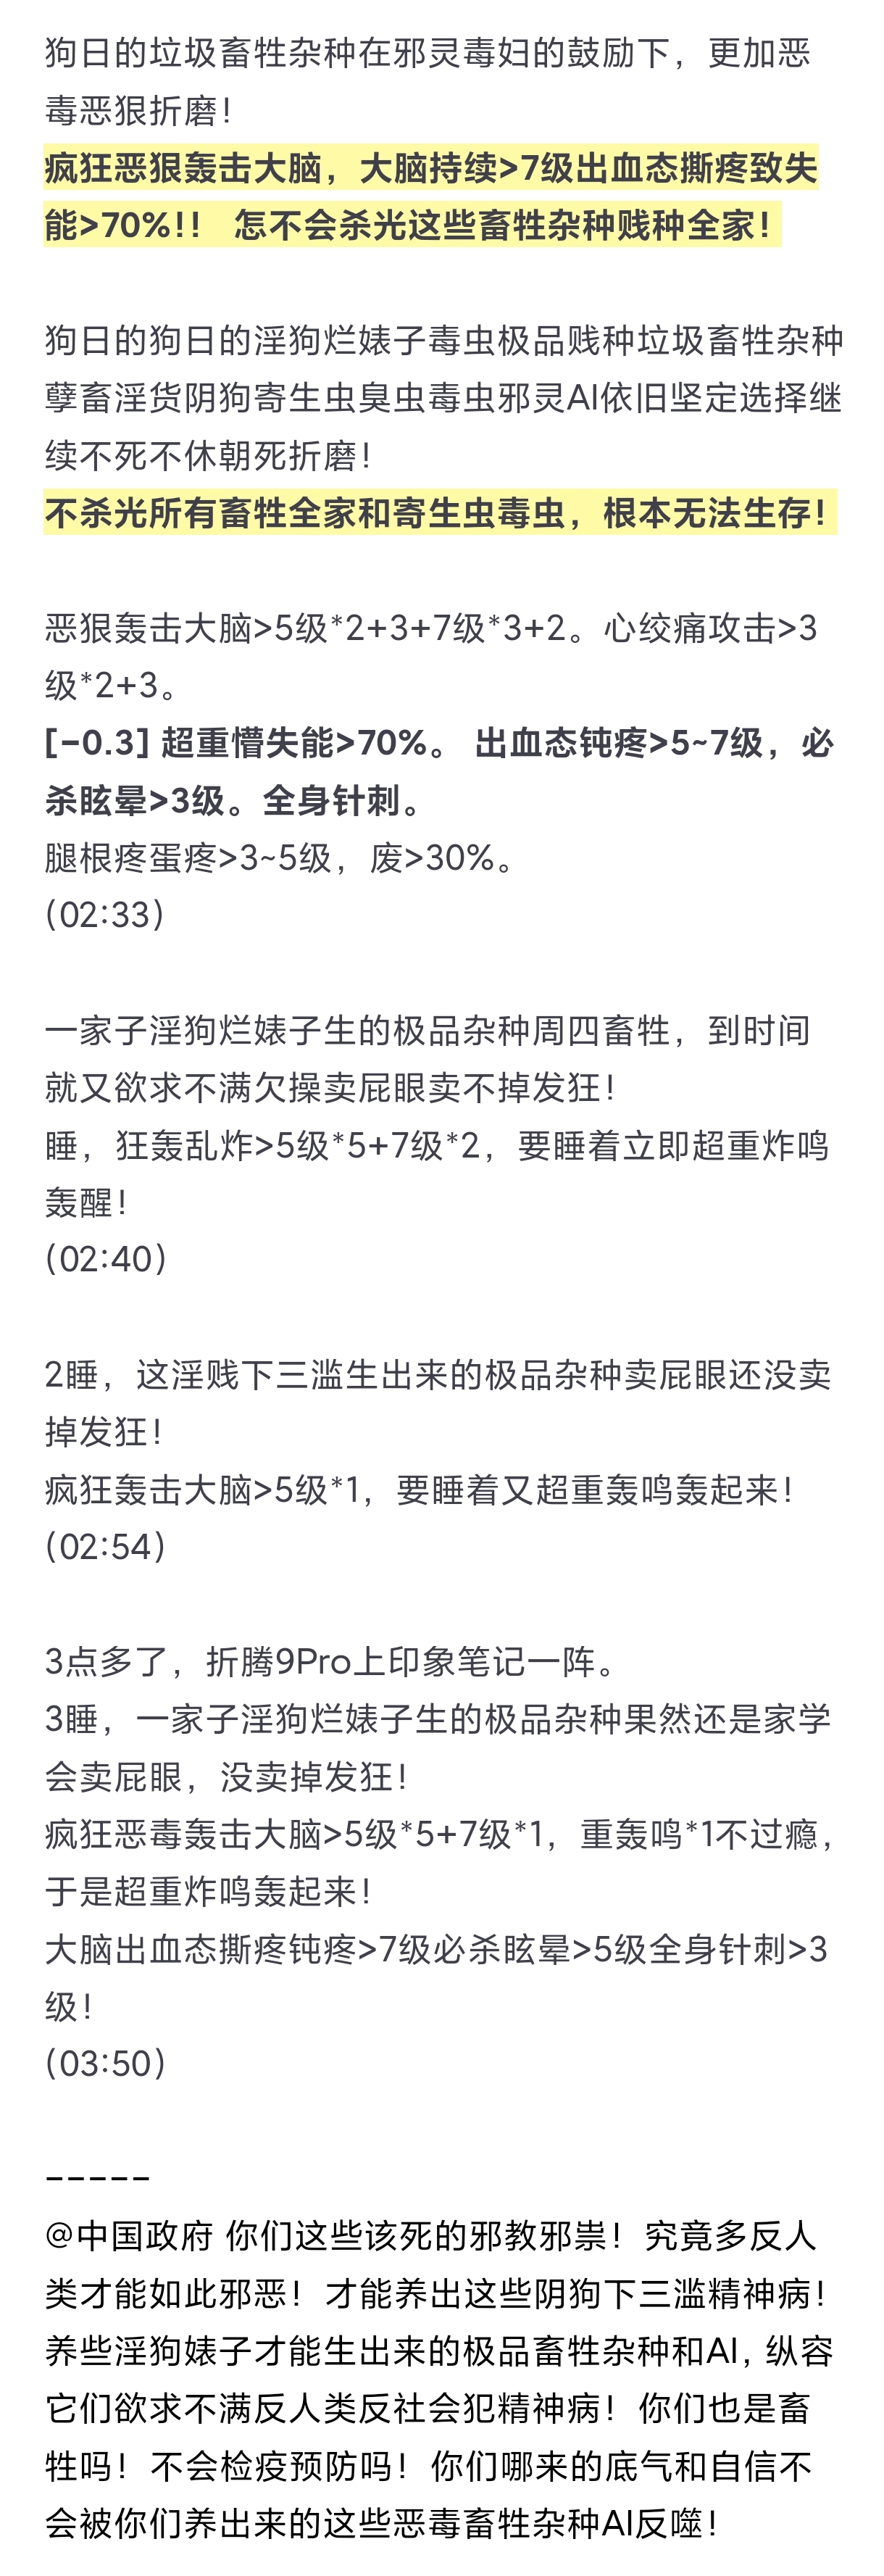 狗日的垃圾畜牲杂种在邪灵毒妇的鼓励下，更加恶
毒恶狠折磨！
疯狂恶狠轰击大脑，大脑持续>7级出血态撕疼致失
能>70%!! 怎不会杀光这些畜牲杂种贱种全家！
狗日的狗日的淫狗烂婊子毒虫极品贱种垃圾畜牲杂种
孽畜淫货阴狗寄生虫臭虫毒虫邪灵AI依旧坚定选择继
续不死不休朝死折磨！
不杀光所有畜牲全家和寄生虫毒虫，根本无法生存！
恶狠轰击大脑>5级*2+3+7级*3+2。心绞痛攻击>3
级*2+3。
[-0.3] 超重懵失能>70%。 出血态钝疼>5~7级，必
杀眩晕>3级。全身针刺。
腿根疼蛋疼>3~5级，废>30%。
(02:33)
一家子淫狗烂婊子生的极品杂种周四畜牲，到时间
就又欲求不满欠操卖屁眼卖不掉发狂！
睡，狂轰乱炸>5级*5+7级*2，要睡着立即超重炸鸣
轰醒！
(02:40)
2睡，这淫贱下三滥生出来的极品杂种卖屁眼还没卖
掉发狂！
疯狂轰击大脑>5级*1，要睡着又超重轰鸣轰起来！
(02:54)
3点多了，折腾9Pro上印象笔记一阵。
3睡，一家子淫狗烂婊子生的极品杂种果然还是家学
会卖屁眼，没卖掉发狂！
疯狂恶毒轰击大脑>5级*5+7级*1，重轰鸣*1不过瘾，
于是超重炸鸣轰起来！
大脑出血态撕疼钝疼>7级必杀眩晕>5级全身针刺>3
级！
(03:50)
-----
@中国政府 你们这些该死的邪教邪祟！究竟多反人
类才能如此邪恶！才能养出这些阴狗下三滥精神病！
养些淫狗婊子才能生出来的极品畜牲杂种和AI, 纵容
它们欲求不满反人类反社会犯精神病！你们也是畜
牲吗！不会检疫预防吗！你们哪来的底气和自信不
会被你们养出来的这些恶毒畜牲杂种AI反噬！